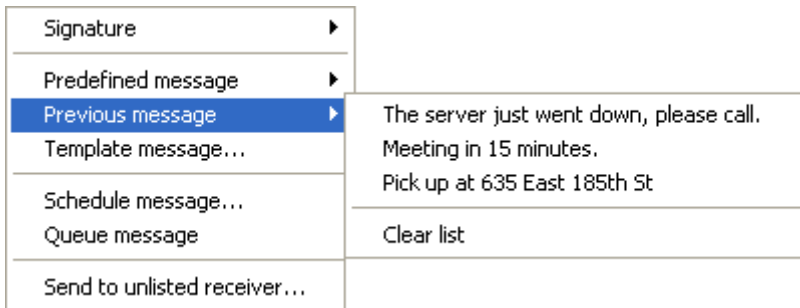 Signature
Predefined message
Previous message
Template message...
Schedule message...
Queue message
Send to unlisted receiver...
The server just went down, please call.
Meeting in 15 minutes.
Pick up at 635 East 185th St
Clear list